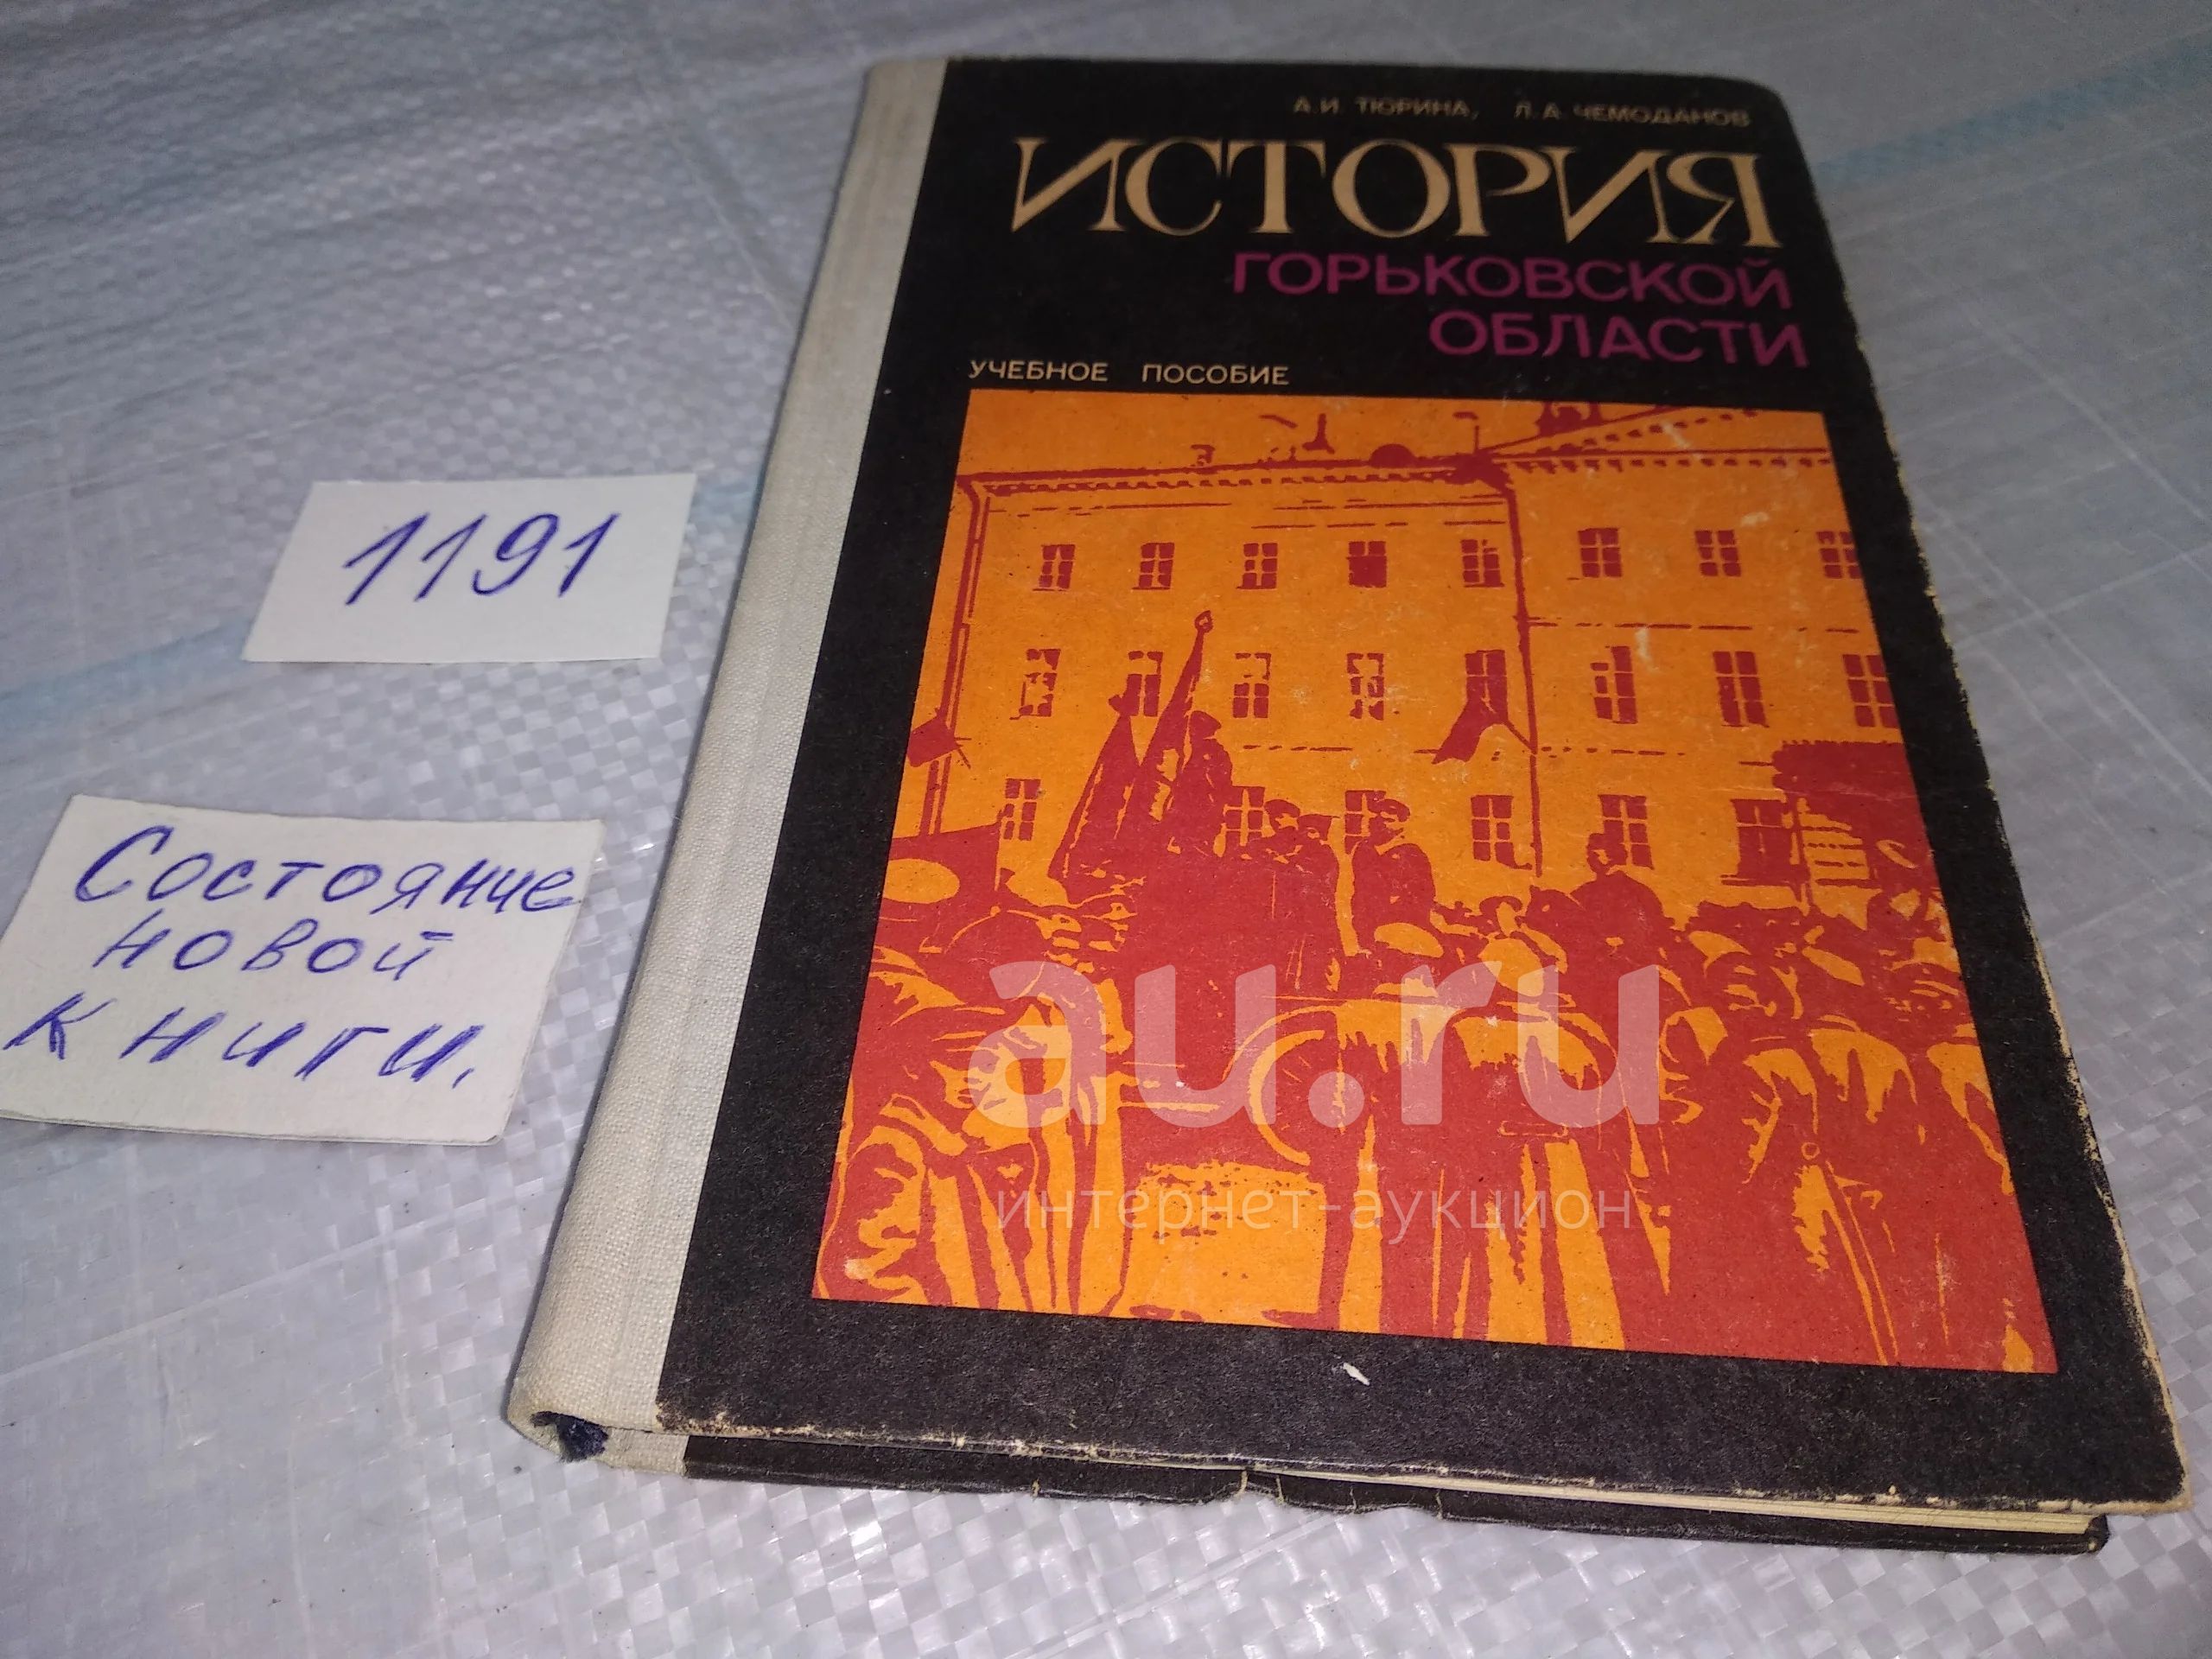 А.И. ТЮРИНА, Л.А. ЧЕМОДАНОВ
ИСТОРИЯ
ГОРЬКОВСКОЙ
ОБЛАСТИ
УЧЕБНОЕ ПОСОБИЕ
1191
Состояние
новой
книги.
au.ru
интернет-аукцион